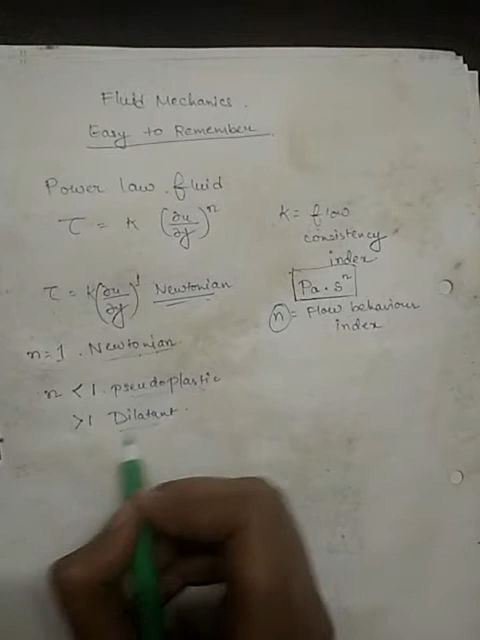 Fluid Mechanics.
Easy to Remember
Power law fluid
τ = K (∂u/∂y)^n
K = flow consistency index
Pa·s^n
τ = K(∂u/∂y)^1 Newtonian
n = Flow behaviour index
n=1. Newtonian
n < 1. pseudoplastic
>1 Dilatant.